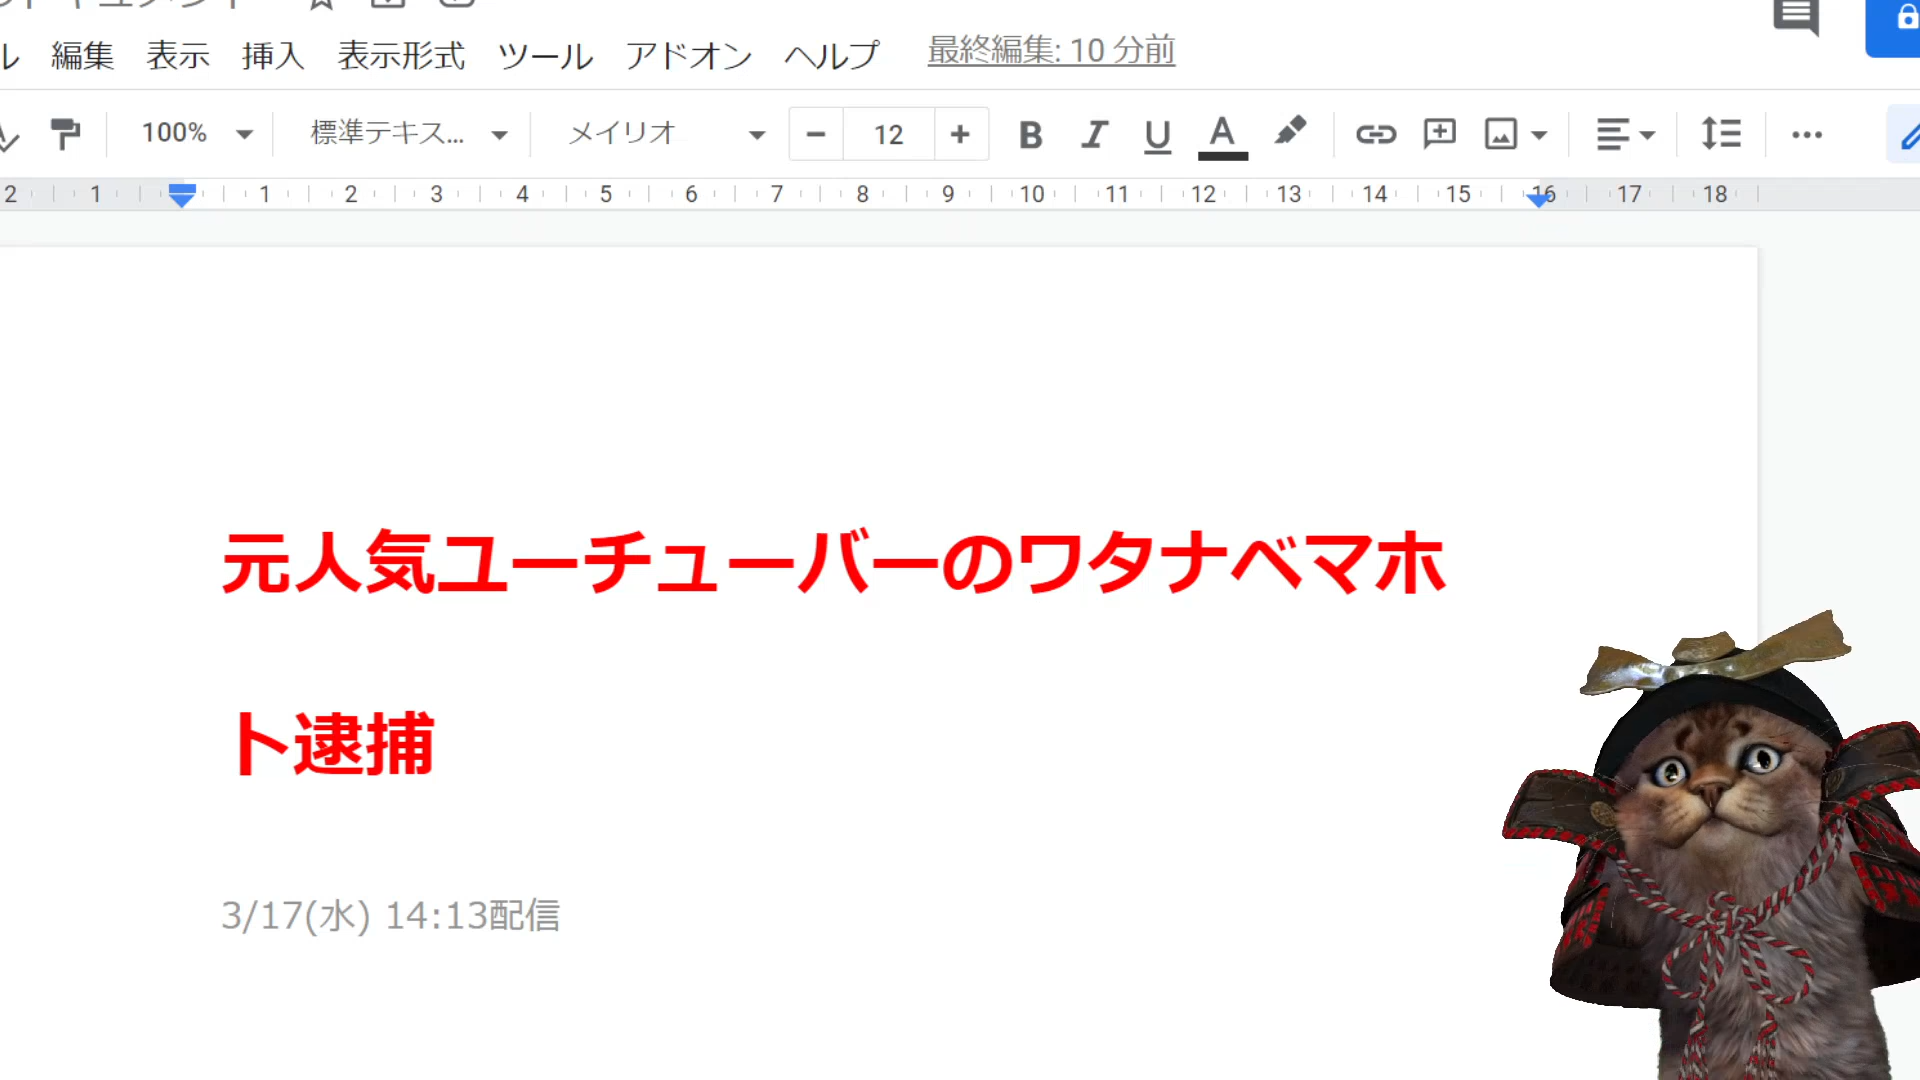 ル 編集 表示 挿入 表示形式 ツール アドオン ヘルプ 最終編集: 10 分前
100% 標準テキス... メイリオ 12 B I U A
2 1 1 2 3 4 5 6 7 8 9 10 11 12 13 14 15 16 17 18
元人気ユーチューバーのワタナベマホ
ト逮捕
3/17(水) 14:13配信